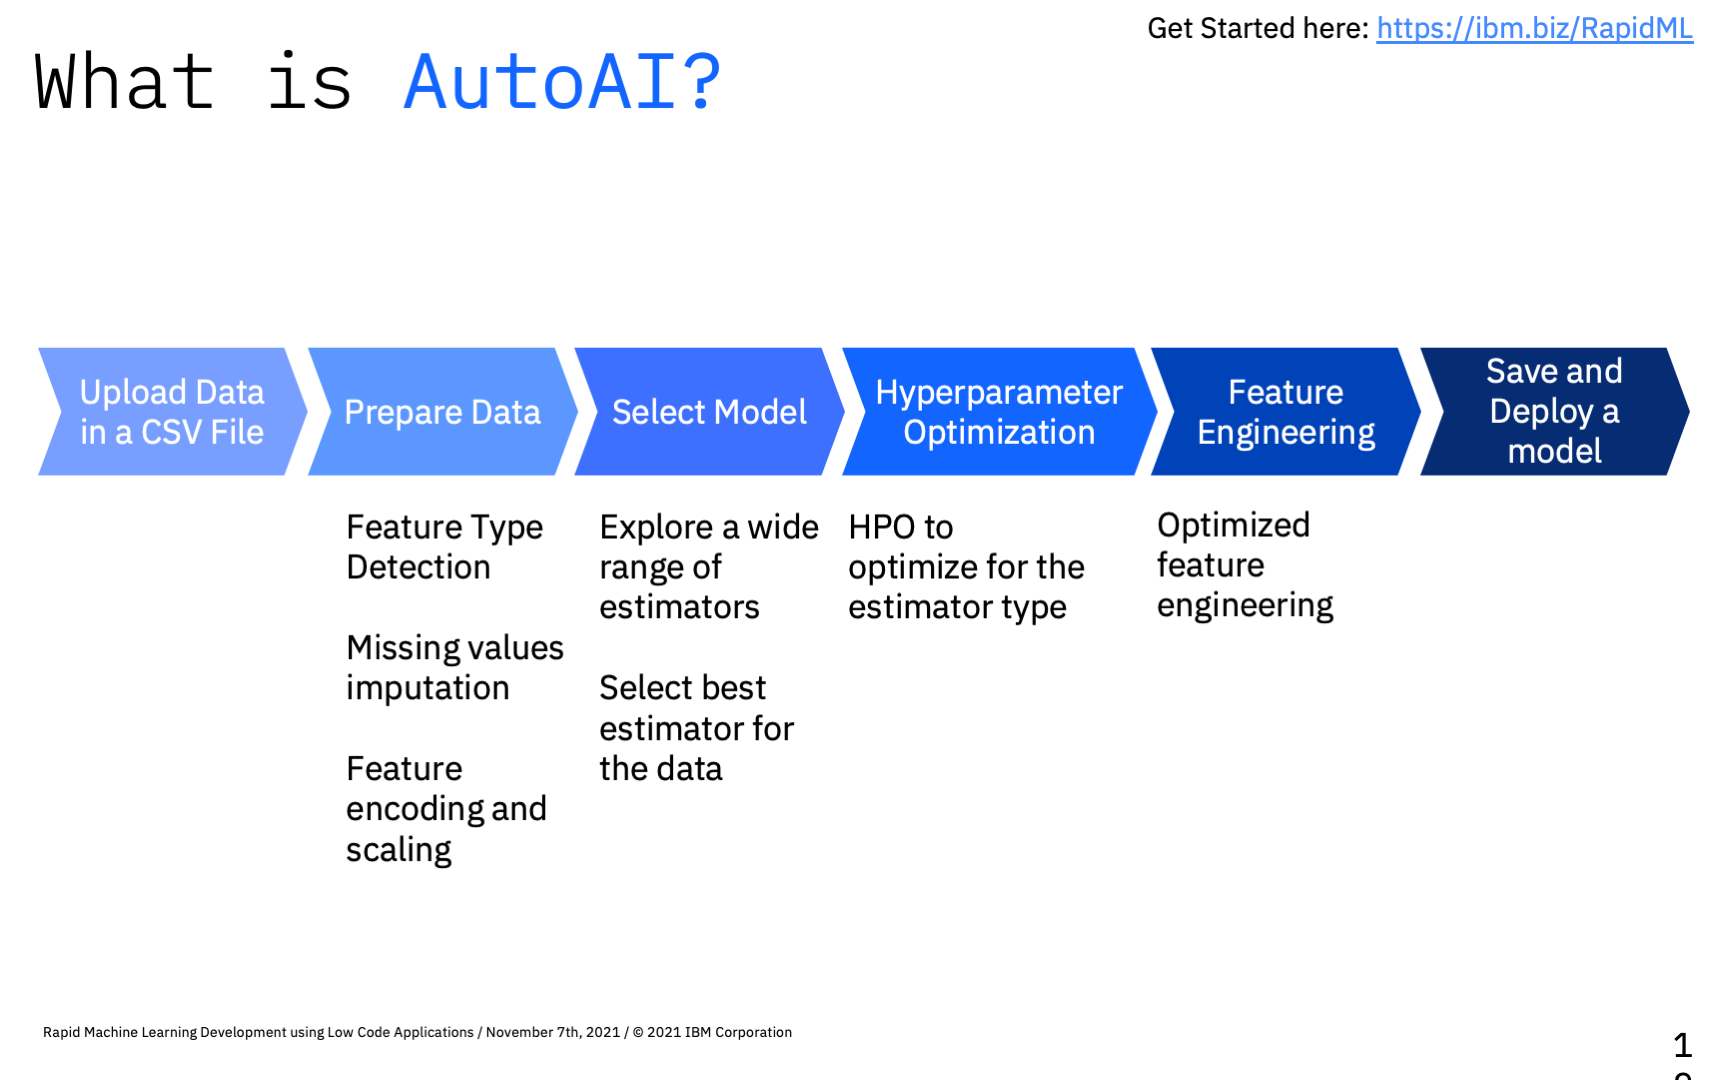 Get Started here: https://ibm.biz/RapidML
What is AutoAI?
Upload Data
in a CSV File
Prepare Data
Select Model
Hyperparameter
Optimization
Feature
Engineering
Save and
Deploy a
model
Feature Type
Detection
Missing values
imputation
Feature
encoding and
scaling
Explore a wide
range of
estimators
Select best
estimator for
the data
HPO to
optimize for the
estimator type
Optimized
feature
engineering
Rapid Machine Learning Development using Low Code Applications / November 7th, 2021 / © 2021 IBM Corporation
1